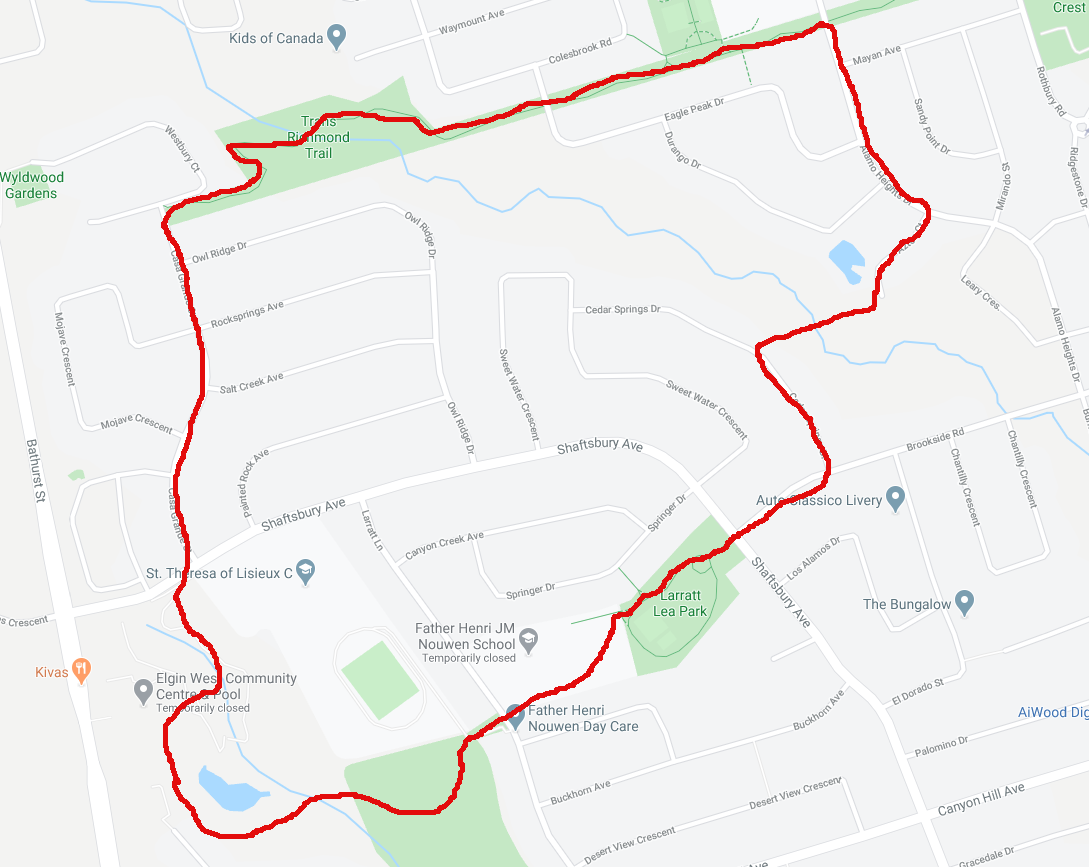 Crest
Waymount Ave
Kids of Canada
Colesbrook Rd
Mayan Ave
Rothbury Rd
Eagle Peak Dr
Sandy Point Dr
Trans
Richmond
Trail
Westbury Ct
Durango Dr
Alamo Heights Dr
Mirando St
Ridgestone Dr
Wyldwood
Gardens
Owl Ridge Dr
Owl Ridge Dr
Casa Grande
Leary Cres.
Rocksprings Ave
Cedar Springs Dr
Mojave Crescent
Alamo Heights Dr
Salt Creek Ave
Sweet Water Crescent
Sweet Water Crescent
Mojave Crescent
Owl Ridge Dr
Shaftsbury Ave
Brookside Rd
Bathurst St
Painted Rock Ave
Chantilly Crescent
Chantilly Crescent
Casa Grande
Auto Classico Livery
Shaftsbury Ave
Larratt Ln
Springer Dr
Canyon Creek Ave
Los Alamos Dr
St. Theresa of Lisieux C
Shaftsbury Ave
Springer Dr
Larratt
Lea Park
The Bungalow
s Crescent
Father Henri JM
Nouwen School
Temporarily closed
Kivas
Elgin West Community
Centre & Pool
Temporarily closed
El Dorado St
Father Henri
Nouwen Day Care
Buckhorn Ave
AiWood Dig
Palomino Dr
Buckhorn Ave
Desert View Crescent
Canyon Hill Ave
Desert View Crescent
Gracedale Dr